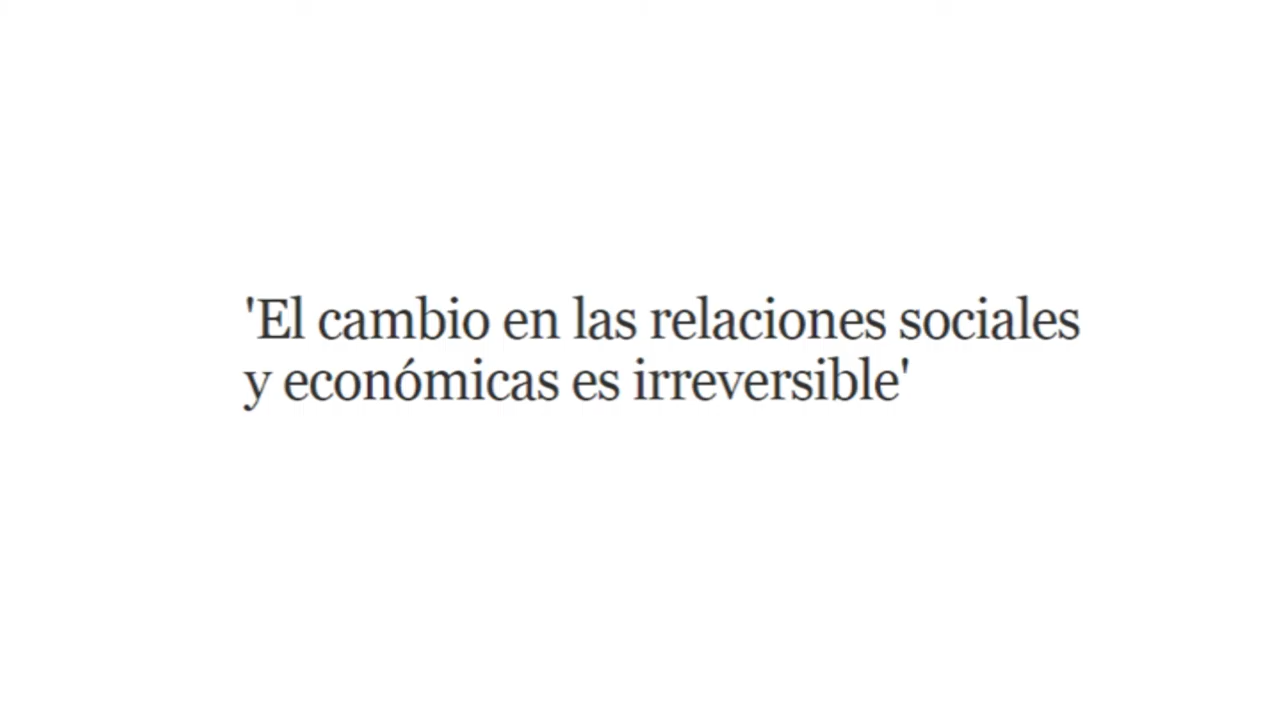 'El cambio en las relaciones sociales
y económicas es irreversible'